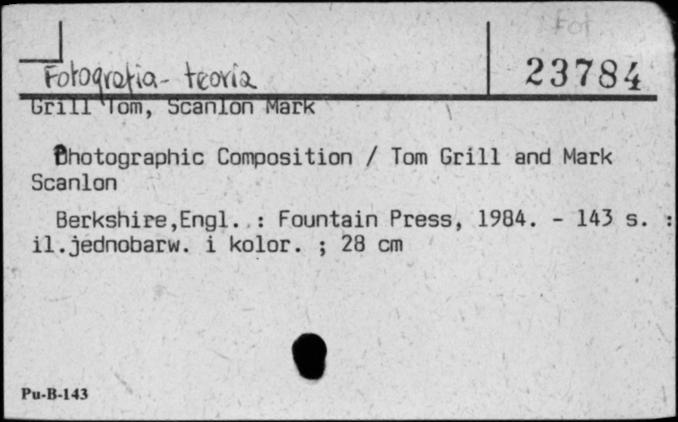 Fot
Fotografia - teoria
23784
Grill Tom, Scanlon Mark
Photographic Composition / Tom Grill and Mark
Scanlon
Berkshire,Engl. : Fountain Press, 1984. - 143 s. :
il.jednobarw. i kolor. ; 28 cm
Pu-B-143